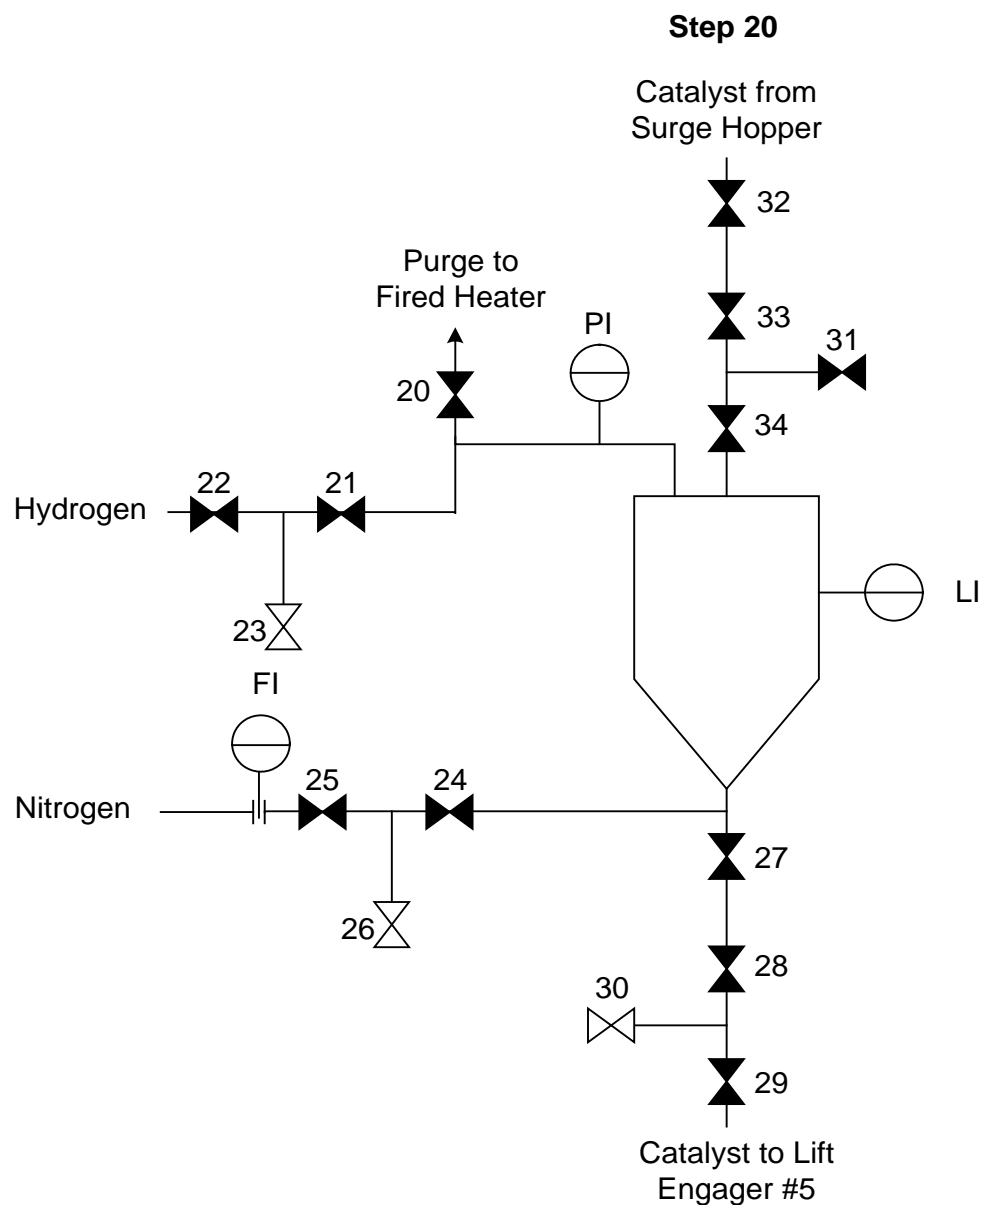 Step 20
Catalyst from
Surge Hopper
32
Purge to
Fired Heater
PI
33
31
20
34
22
21
Hydrogen
LI
23
FI
25
24
Nitrogen
27
26
28
30
29
Catalyst to Lift
Engager #5